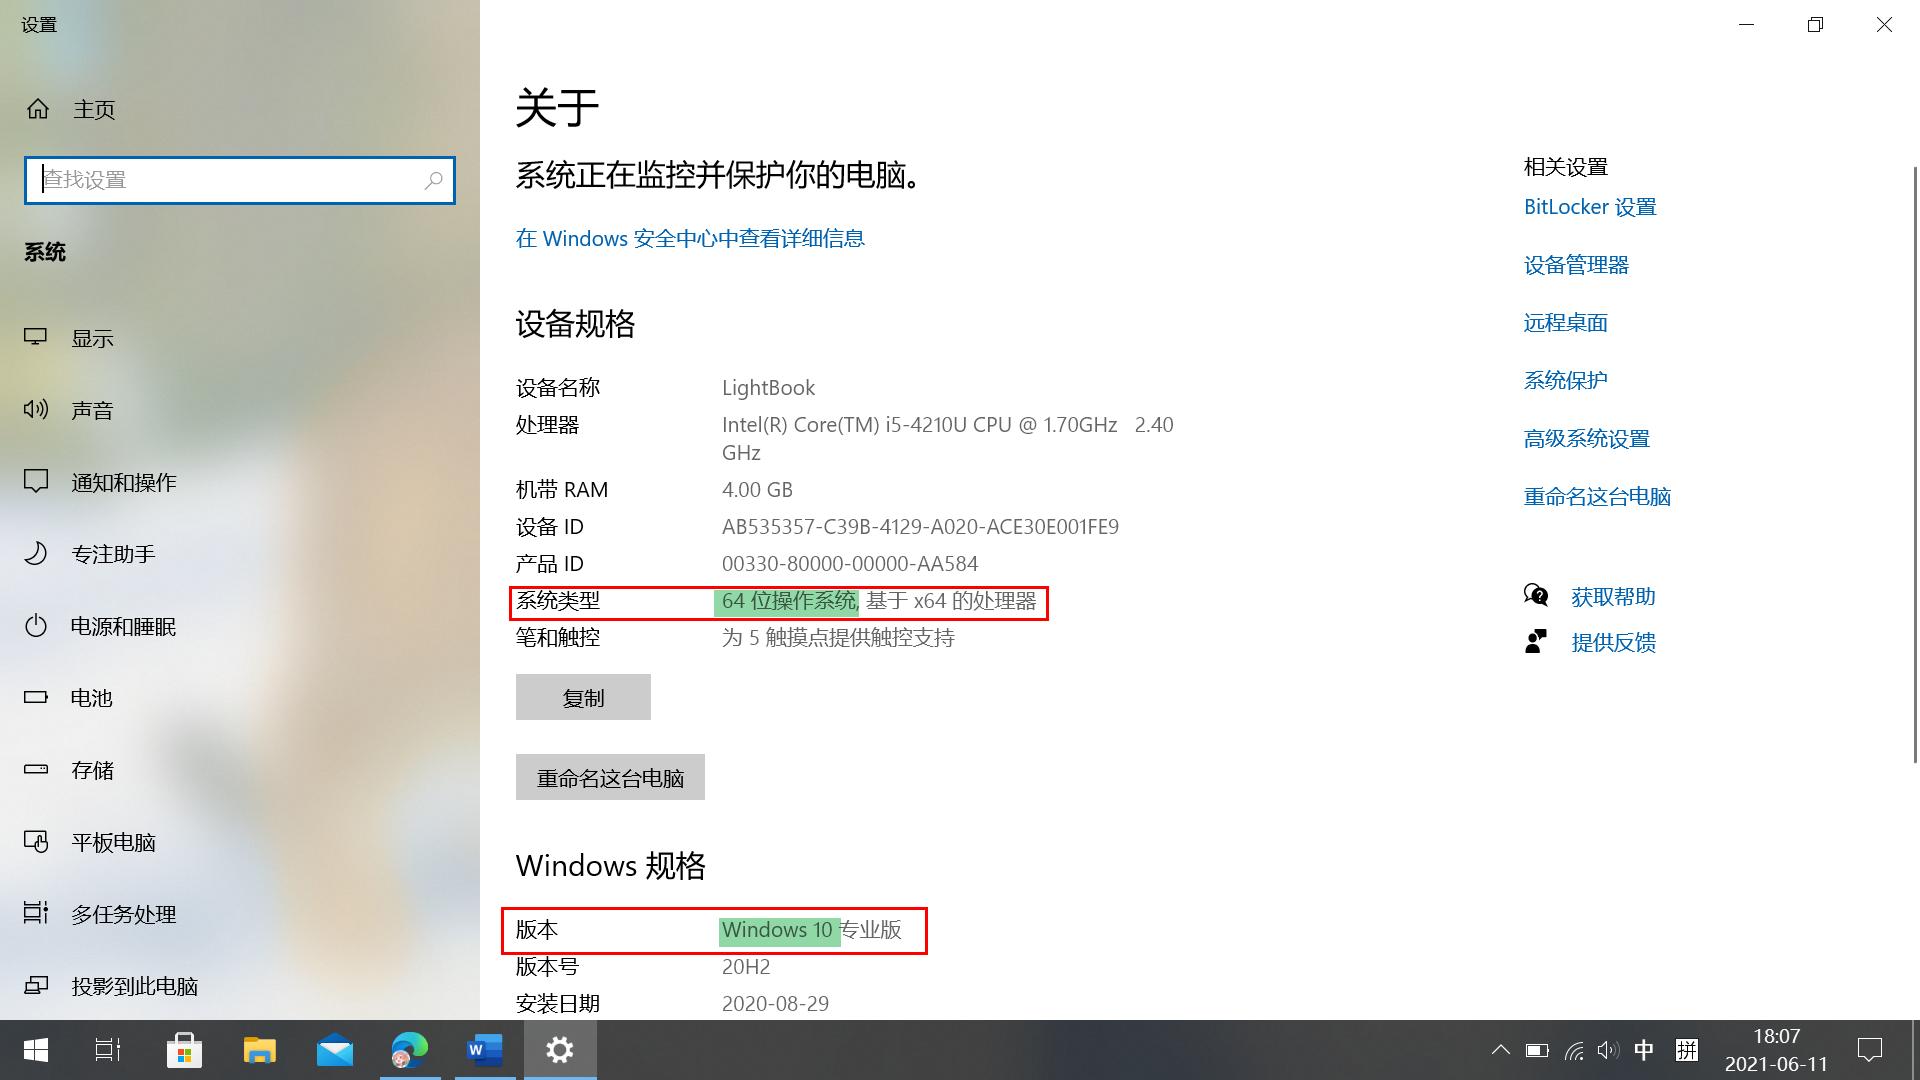 设置
主页
查找设置
系统
显示
声音
通知和操作
专注助手
电源和睡眠
电池
存储
平板电脑
多任务处理
投影到此电脑
关于
系统正在监控并保护你的电脑。
在 Windows 安全中心中查看详细信息
设备规格
设备名称 LightBook
处理器 Intel(R) Core(TM) i5-4210U CPU @ 1.70GHz 2.40
GHz
机带 RAM 4.00 GB
设备 ID AB535357-C39B-4129-A020-ACE30E001FE9
产品 ID 00330-80000-00000-AA584
系统类型 64 位操作系统, 基于 x64 的处理器
笔和触控 为 5 触摸点提供触控支持
复制
重命名这台电脑
Windows 规格
版本 Windows 10 专业版
版本号 20H2
安装日期 2020-08-29
相关设置
BitLocker 设置
设备管理器
远程桌面
系统保护
高级系统设置
重命名这台电脑
获取帮助
提供反馈
W
中
拼
18:07
2021-06-11